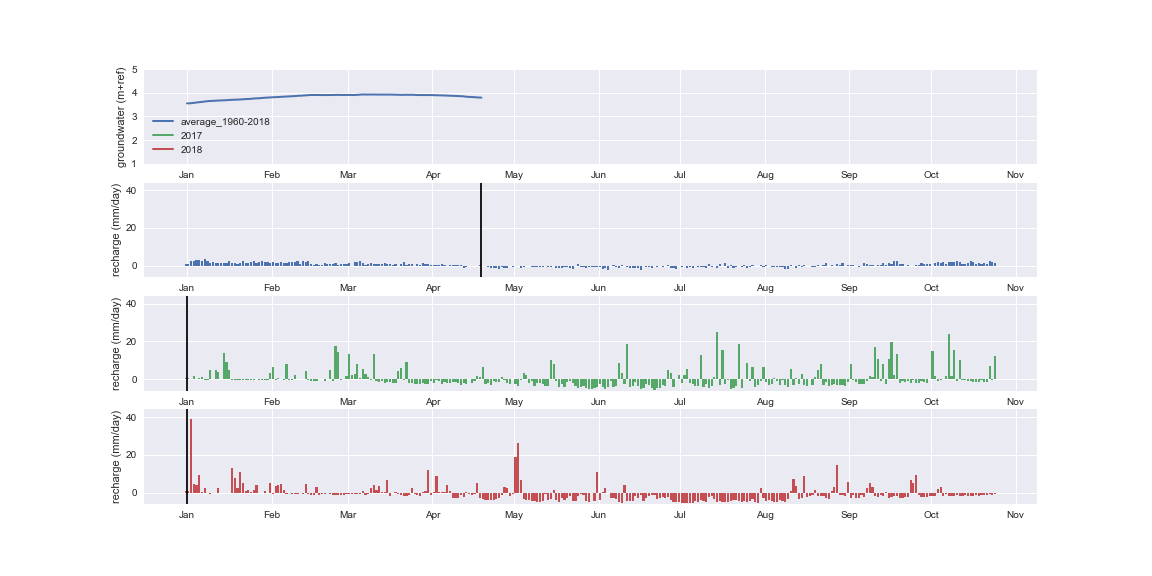 groundwater (m+ref)
5
4
3
2
1
average_1960-2018
2017
2018
Jan Feb Mar Apr May Jun Jul Aug Sep Oct Nov
recharge (mm/day)
40
20
0
Jan Feb Mar Apr May Jun Jul Aug Sep Oct Nov
recharge (mm/day)
40
20
0
Jan Feb Mar Apr May Jun Jul Aug Sep Oct Nov
recharge (mm/day)
40
20
0
Jan Feb Mar Apr May Jun Jul Aug Sep Oct Nov